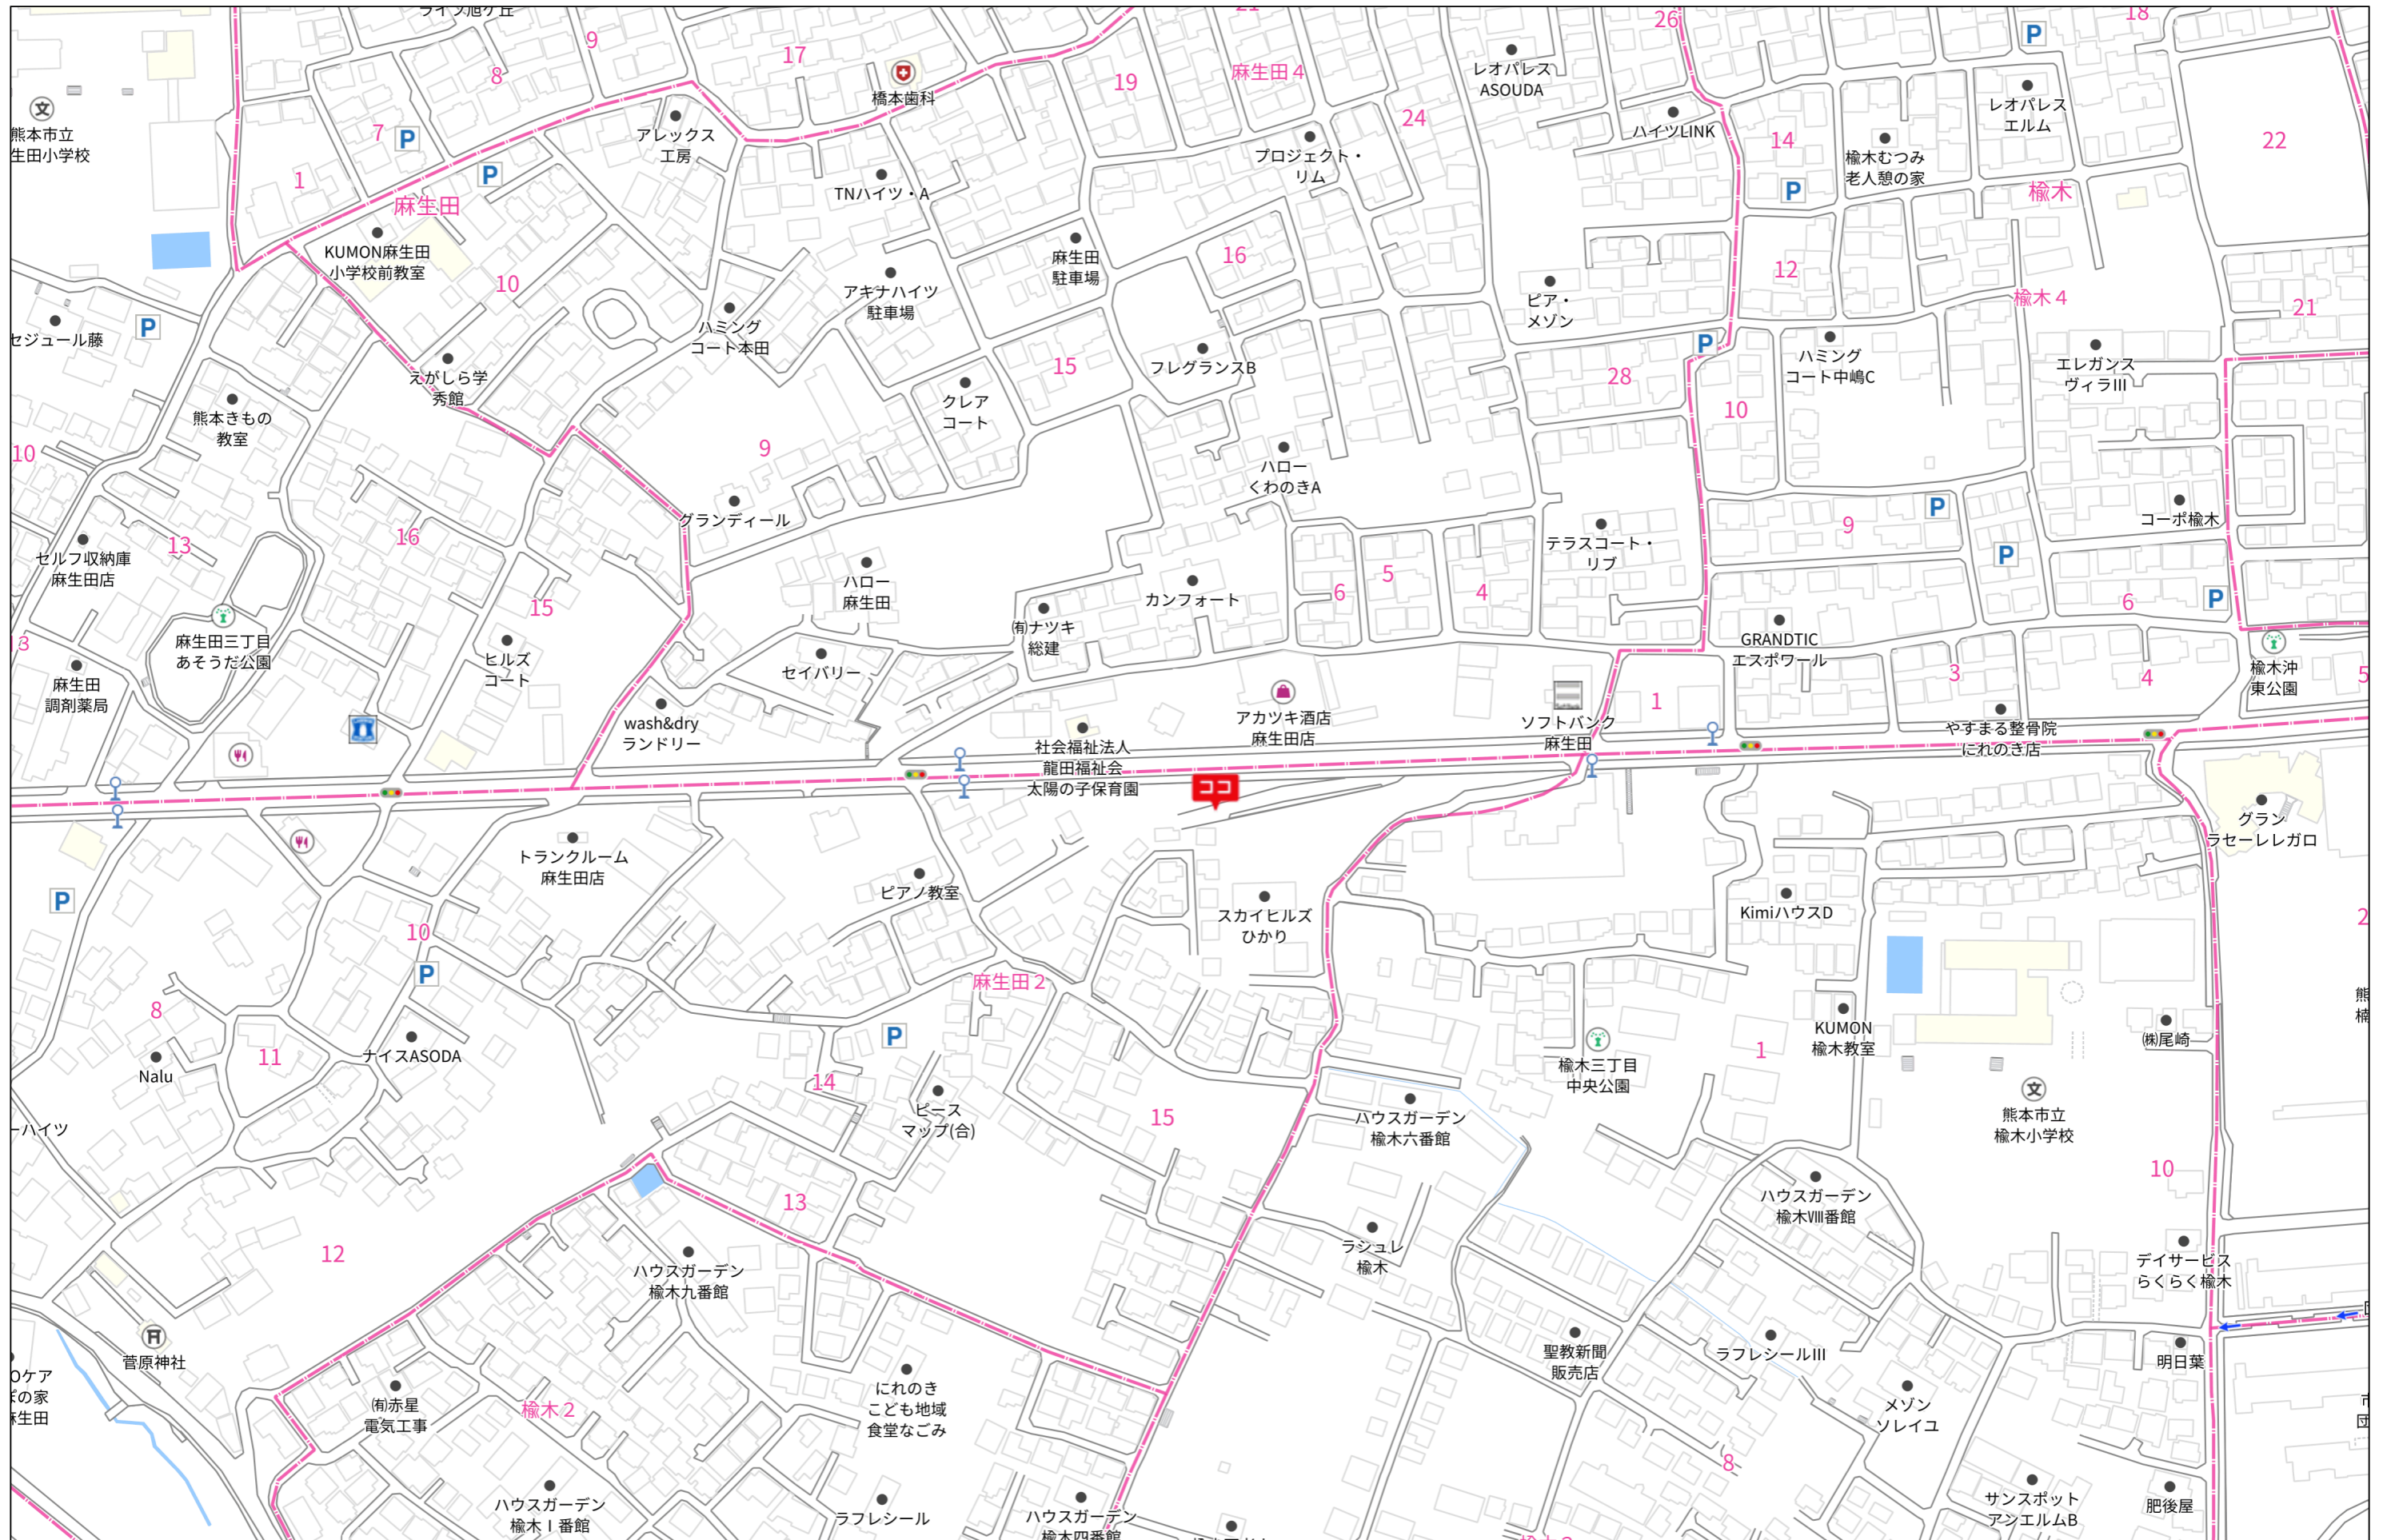 ライブ旭ケ丘
9
8
17
橋本歯科
21
19
麻生田４
24
レオパレス
ASOUDA
26
18
P
レオパレス
エルム
22
熊本市立
生田小学校
7
P
1
麻生田
P
アレックス
工房
TNハイツ・A
プロジェクト・
リム
ハイツLINK
14
P
楡木むつみ
老人憩の家
楡木
KUMON麻生田
小学校前教室
10
麻生田
駐車場
16
12
楡木４
21
セジュール藤
P
えがしら学
秀館
ハミング
コート本田
アキナハイツ
駐車場
15
フレグランスB
ピア・
メゾン
P
28
ハミング
コート中嶋C
エレガンス
ヴィラIII
熊本きもの
教室
クレア
コート
10
10
9
ハロー
くわのきA
グランディール
コーポ楡木
セルフ収納庫
麻生田店
13
16
15
ハロー
麻生田
カンフォート
6
5
4
テラスコート・
リブ
9
P
P
6
P
麻生田三丁目
あそうだ公園
ヒルズ
コート
㈲ナツキ
総建
セイバリー
GRANDTIC
エスポワール
3
4
楡木沖
東公園
5
麻生田
調剤薬局
wash&dry
ランドリー
社会福祉法人
龍田福祉会
太陽の子保育園
アカツキ酒店
麻生田店
ソフトバンク
麻生田
1
やすまる整骨院
にれのき店
ココ
グラン
ラセーレレガロ
トランクルーム
麻生田店
ピアノ教室
スカイヒルズ
ひかり
KimiハウスD
P
10
P
麻生田２
2
8
Nalu
11
ナイスASODA
P
14
ピース
マップ(合)
15
楡木三丁目
中央公園
1
KUMON
楡木教室
㈱尾崎
熊本市立
楡木小学校
ーハイツ
ハウスガーデン
楡木六番館
10
12
13
ハウスガーデン
楡木九番館
ラシュレ
楡木
ハウスガーデン
楡木Ⅷ番館
デイサービス
らくらく楡木
菅原神社
聖教新聞
販売店
ラフレシールIII
明日葉
㈲赤星
電気工事
楡木２
にれのき
こども地域
食堂なごみ
メゾン
ソレイユ
8
ハウスガーデン
楡木Ⅰ番館
ラフレシール
ハウスガーデン
楡木四番館
サンスポット
アンエルムB
肥後屋